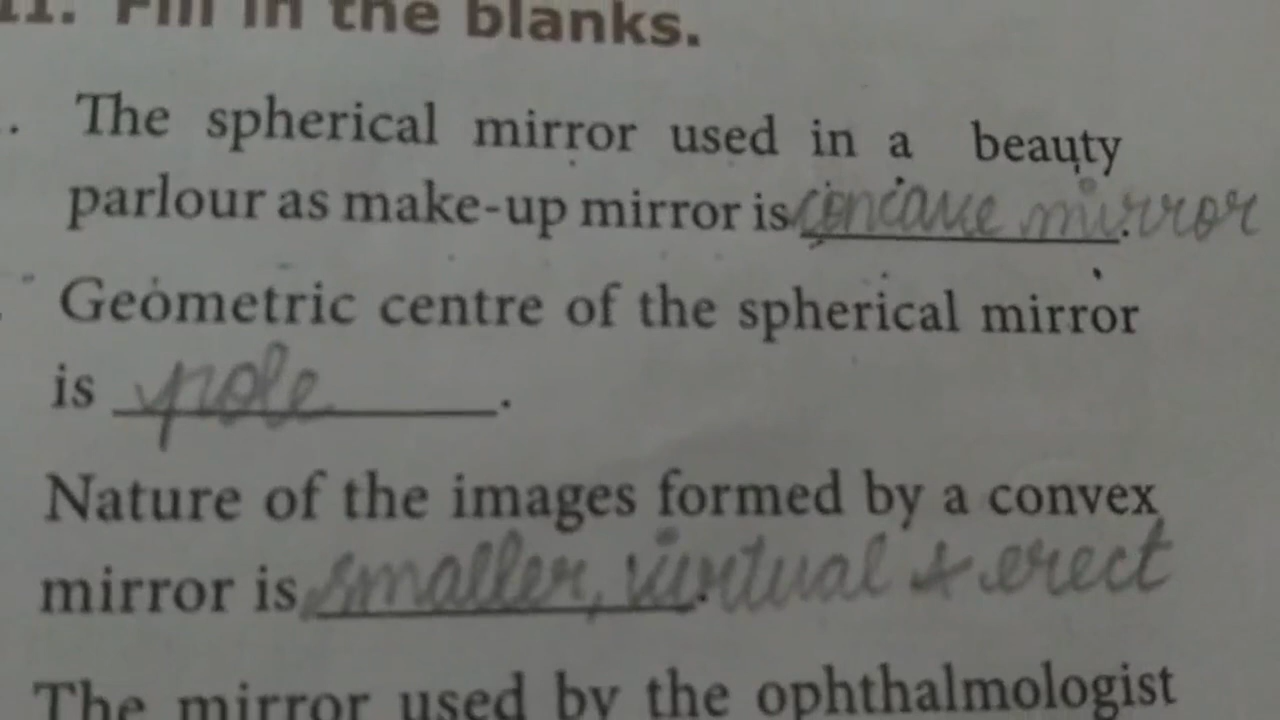 II. Fill in the blanks.
The spherical mirror used in a beauty
parlour as make-up mirror is concave mirror.
Geometric centre of the spherical mirror
is pole.
Nature of the images formed by a convex
mirror is smaller, virtual & erect.
The mirror used by the ophthalmologist